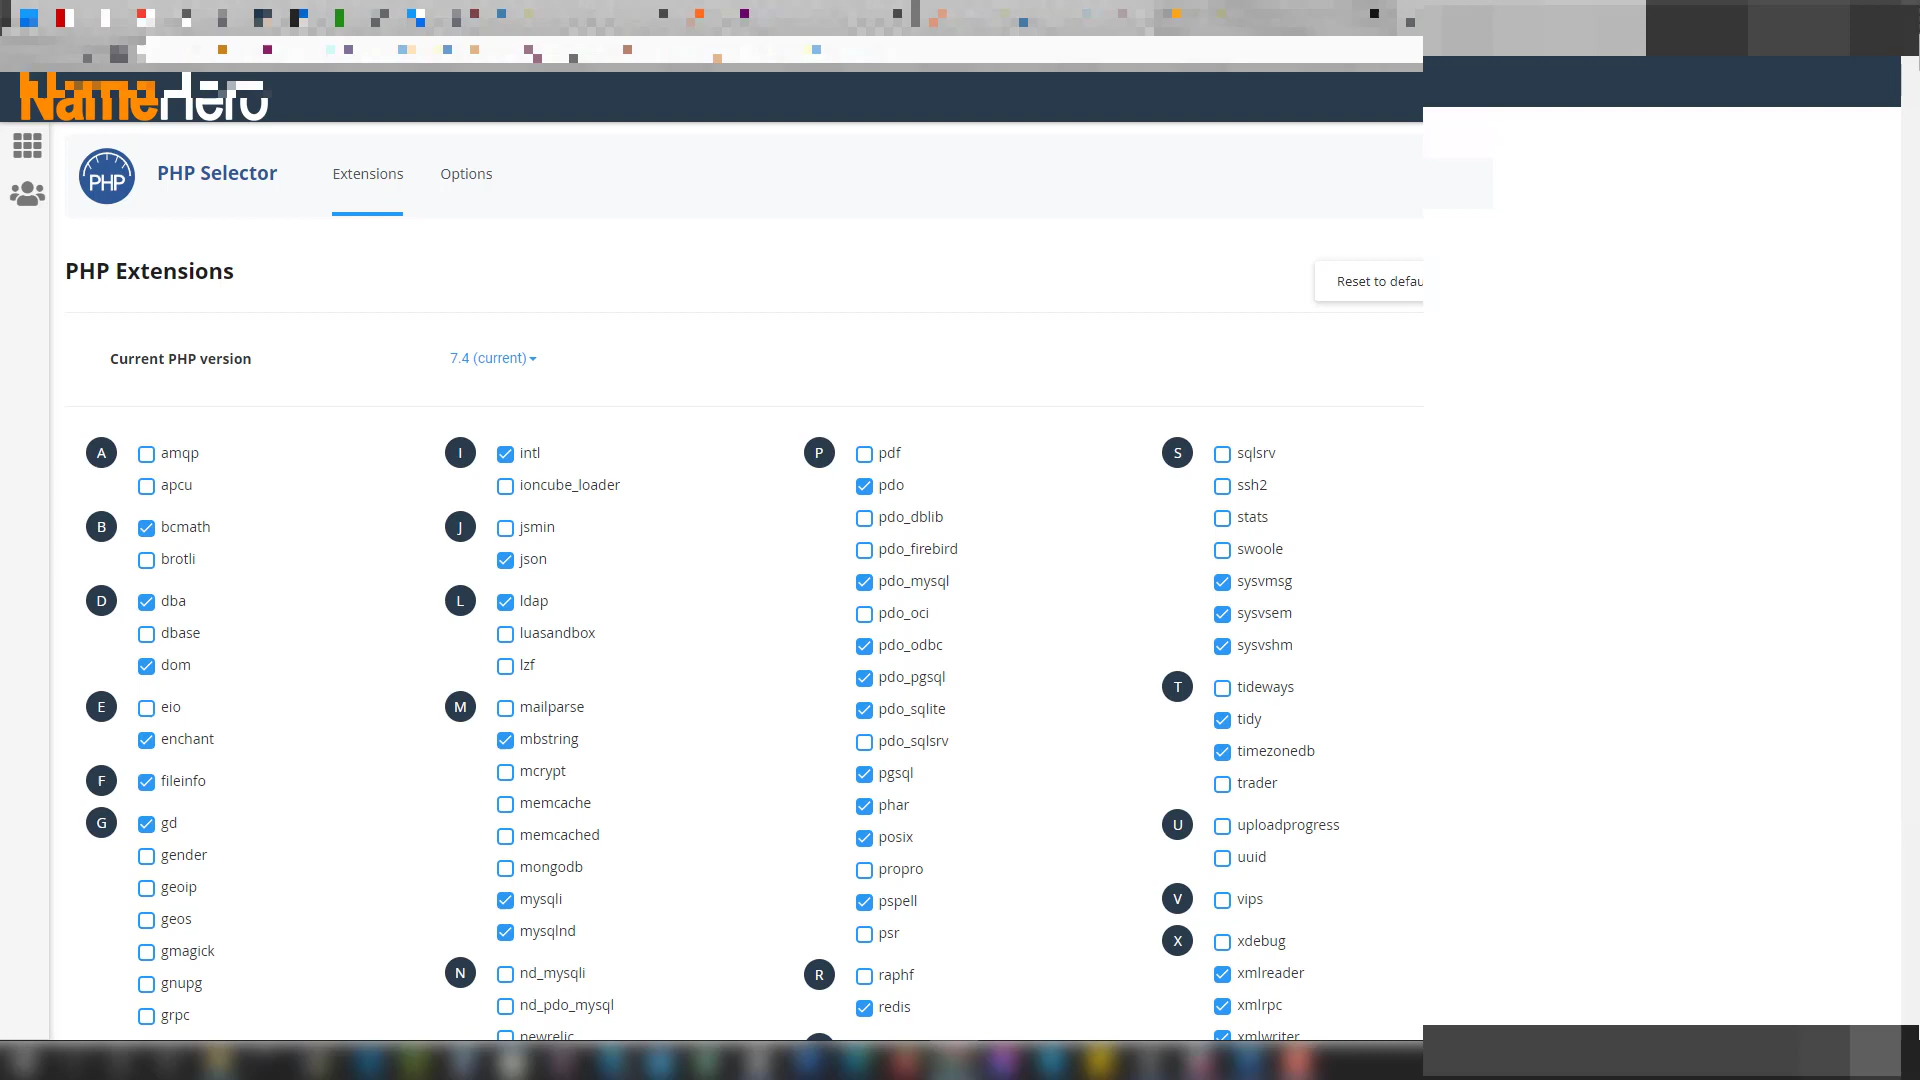 NameHero
PHP
PHP Selector
Extensions
Options
PHP Extensions
Reset to defau
Current PHP version
7.4 (current)
A
amqp
apcu
B
bcmath
brotli
D
dba
dbase
dom
E
eio
enchant
F
fileinfo
G
gd
gender
geoip
geos
gmagick
gnupg
grpc
I
intl
ioncube_loader
J
jsmin
json
L
ldap
luasandbox
lzf
M
mailparse
mbstring
mcrypt
memcache
memcached
mongodb
mysqli
mysqlnd
N
nd_mysqli
nd_pdo_mysql
newrelic
P
pdf
pdo
pdo_dblib
pdo_firebird
pdo_mysql
pdo_oci
pdo_odbc
pdo_pgsql
pdo_sqlite
pdo_sqlsrv
pgsql
phar
posix
propro
pspell
psr
R
raphf
redis
S
sqlsrv
ssh2
stats
swoole
sysvmsg
sysvsem
sysvshm
T
tideways
tidy
timezonedb
trader
U
uploadprogress
uuid
V
vips
X
xdebug
xmlreader
xmlrpc
xmlwriter